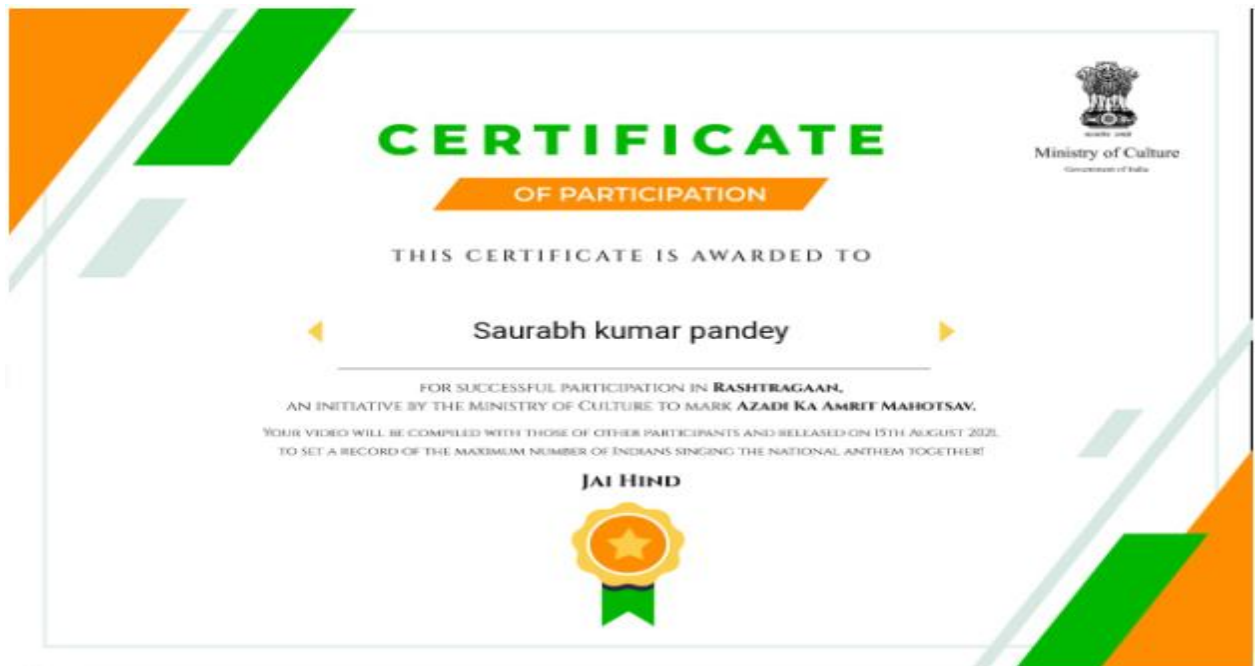 CERTIFICATE
OF PARTICIPATION
Ministry of Culture
Government of India
THIS CERTIFICATE IS AWARDED TO
Saurabh kumar pandey
FOR SUCCESSFUL PARTICIPATION IN RASHTRAGAAN,
AN INITIATIVE BY THE MINISTRY OF CULTURE TO MARK AZADI KA AMRIT MAHOTSAV.
YOUR VIDEO WILL BE COMPILED WITH THOSE OF OTHER PARTICIPANTS AND RELEASED ON 15TH AUGUST 2021.
TO SET A RECORD OF THE MAXIMUM NUMBER OF INDIANS SINGING THE NATIONAL ANTHEM TOGETHER!
JAI HIND